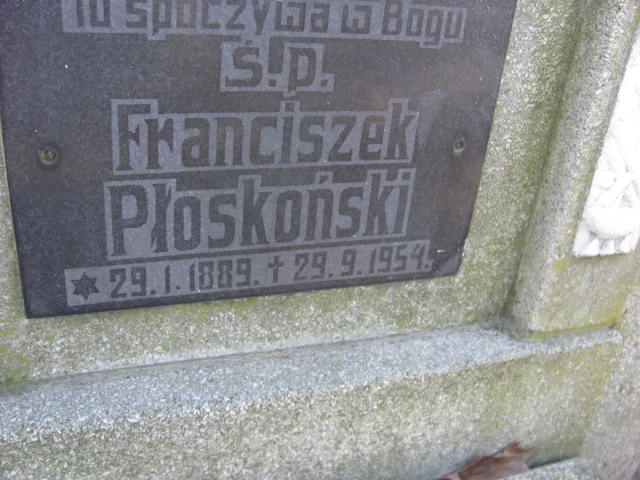 Tu spoczywa w Bogu
ś.p.
Franciszek
Płoskoński
* 29.1.1889. † 29.9.1954.